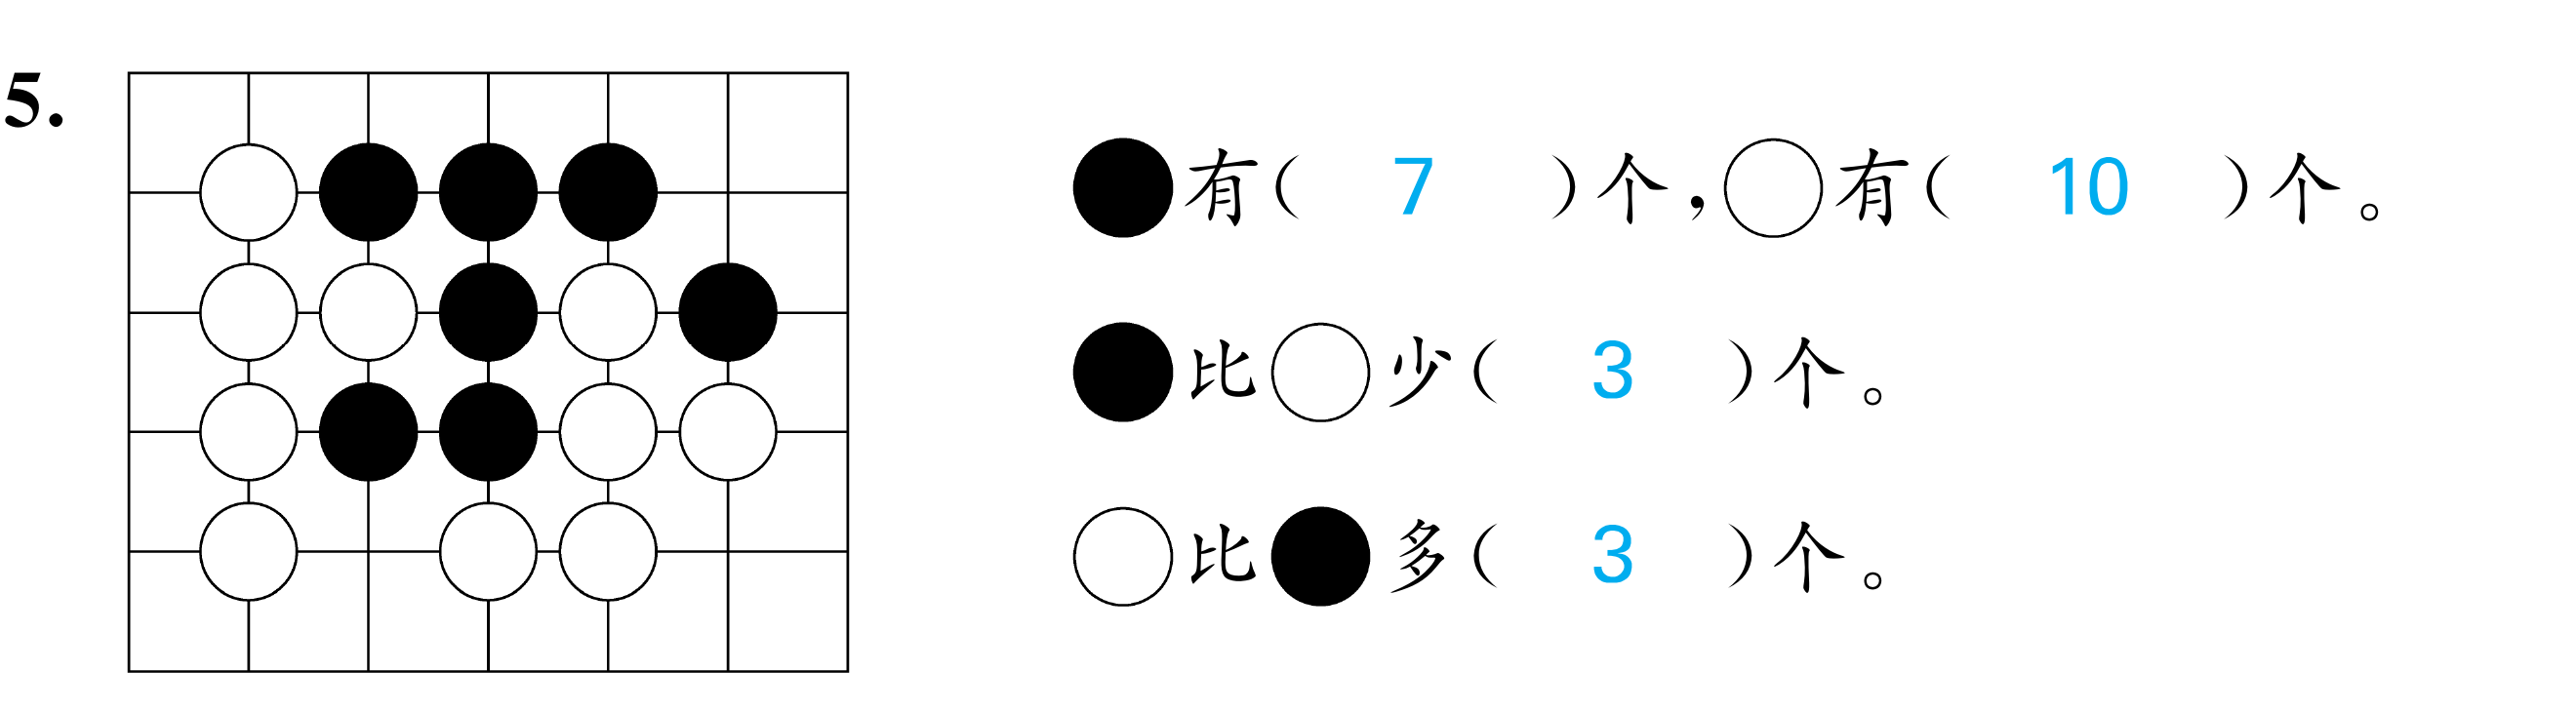 5.
●有( 7 )个,○有( 10 )个。
●比○少( 3 )个。
○比●多( 3 )个。